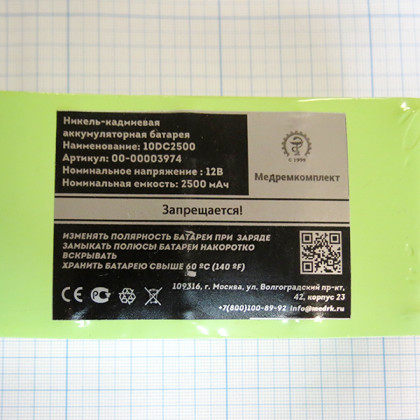 Никель-кадмиевая
аккумуляторная батарея
Наименование: 10DC2500
Артикул: 00-00003974
Номинальное напряжение : 12В
Номинальная емкость: 2500 мАч
с 1999
Медремкомплект
Запрещается!
ИЗМЕНЯТЬ ПОЛЯРНОСТЬ БАТАРЕИ ПРИ ЗАРЯДЕ
ЗАМЫКАТЬ ПОЛЮСЫ БАТАРЕИ НАКОРОТКО
ВСКРЫВАТЬ
ХРАНИТЬ БАТАРЕЮ СВЫШЕ 60 ºC (140 ºF)
109316, г. Москва, ул. Волгоградский пр-кт,
42, корпус 23
+7(800)100-89-92 info@medrk.ru